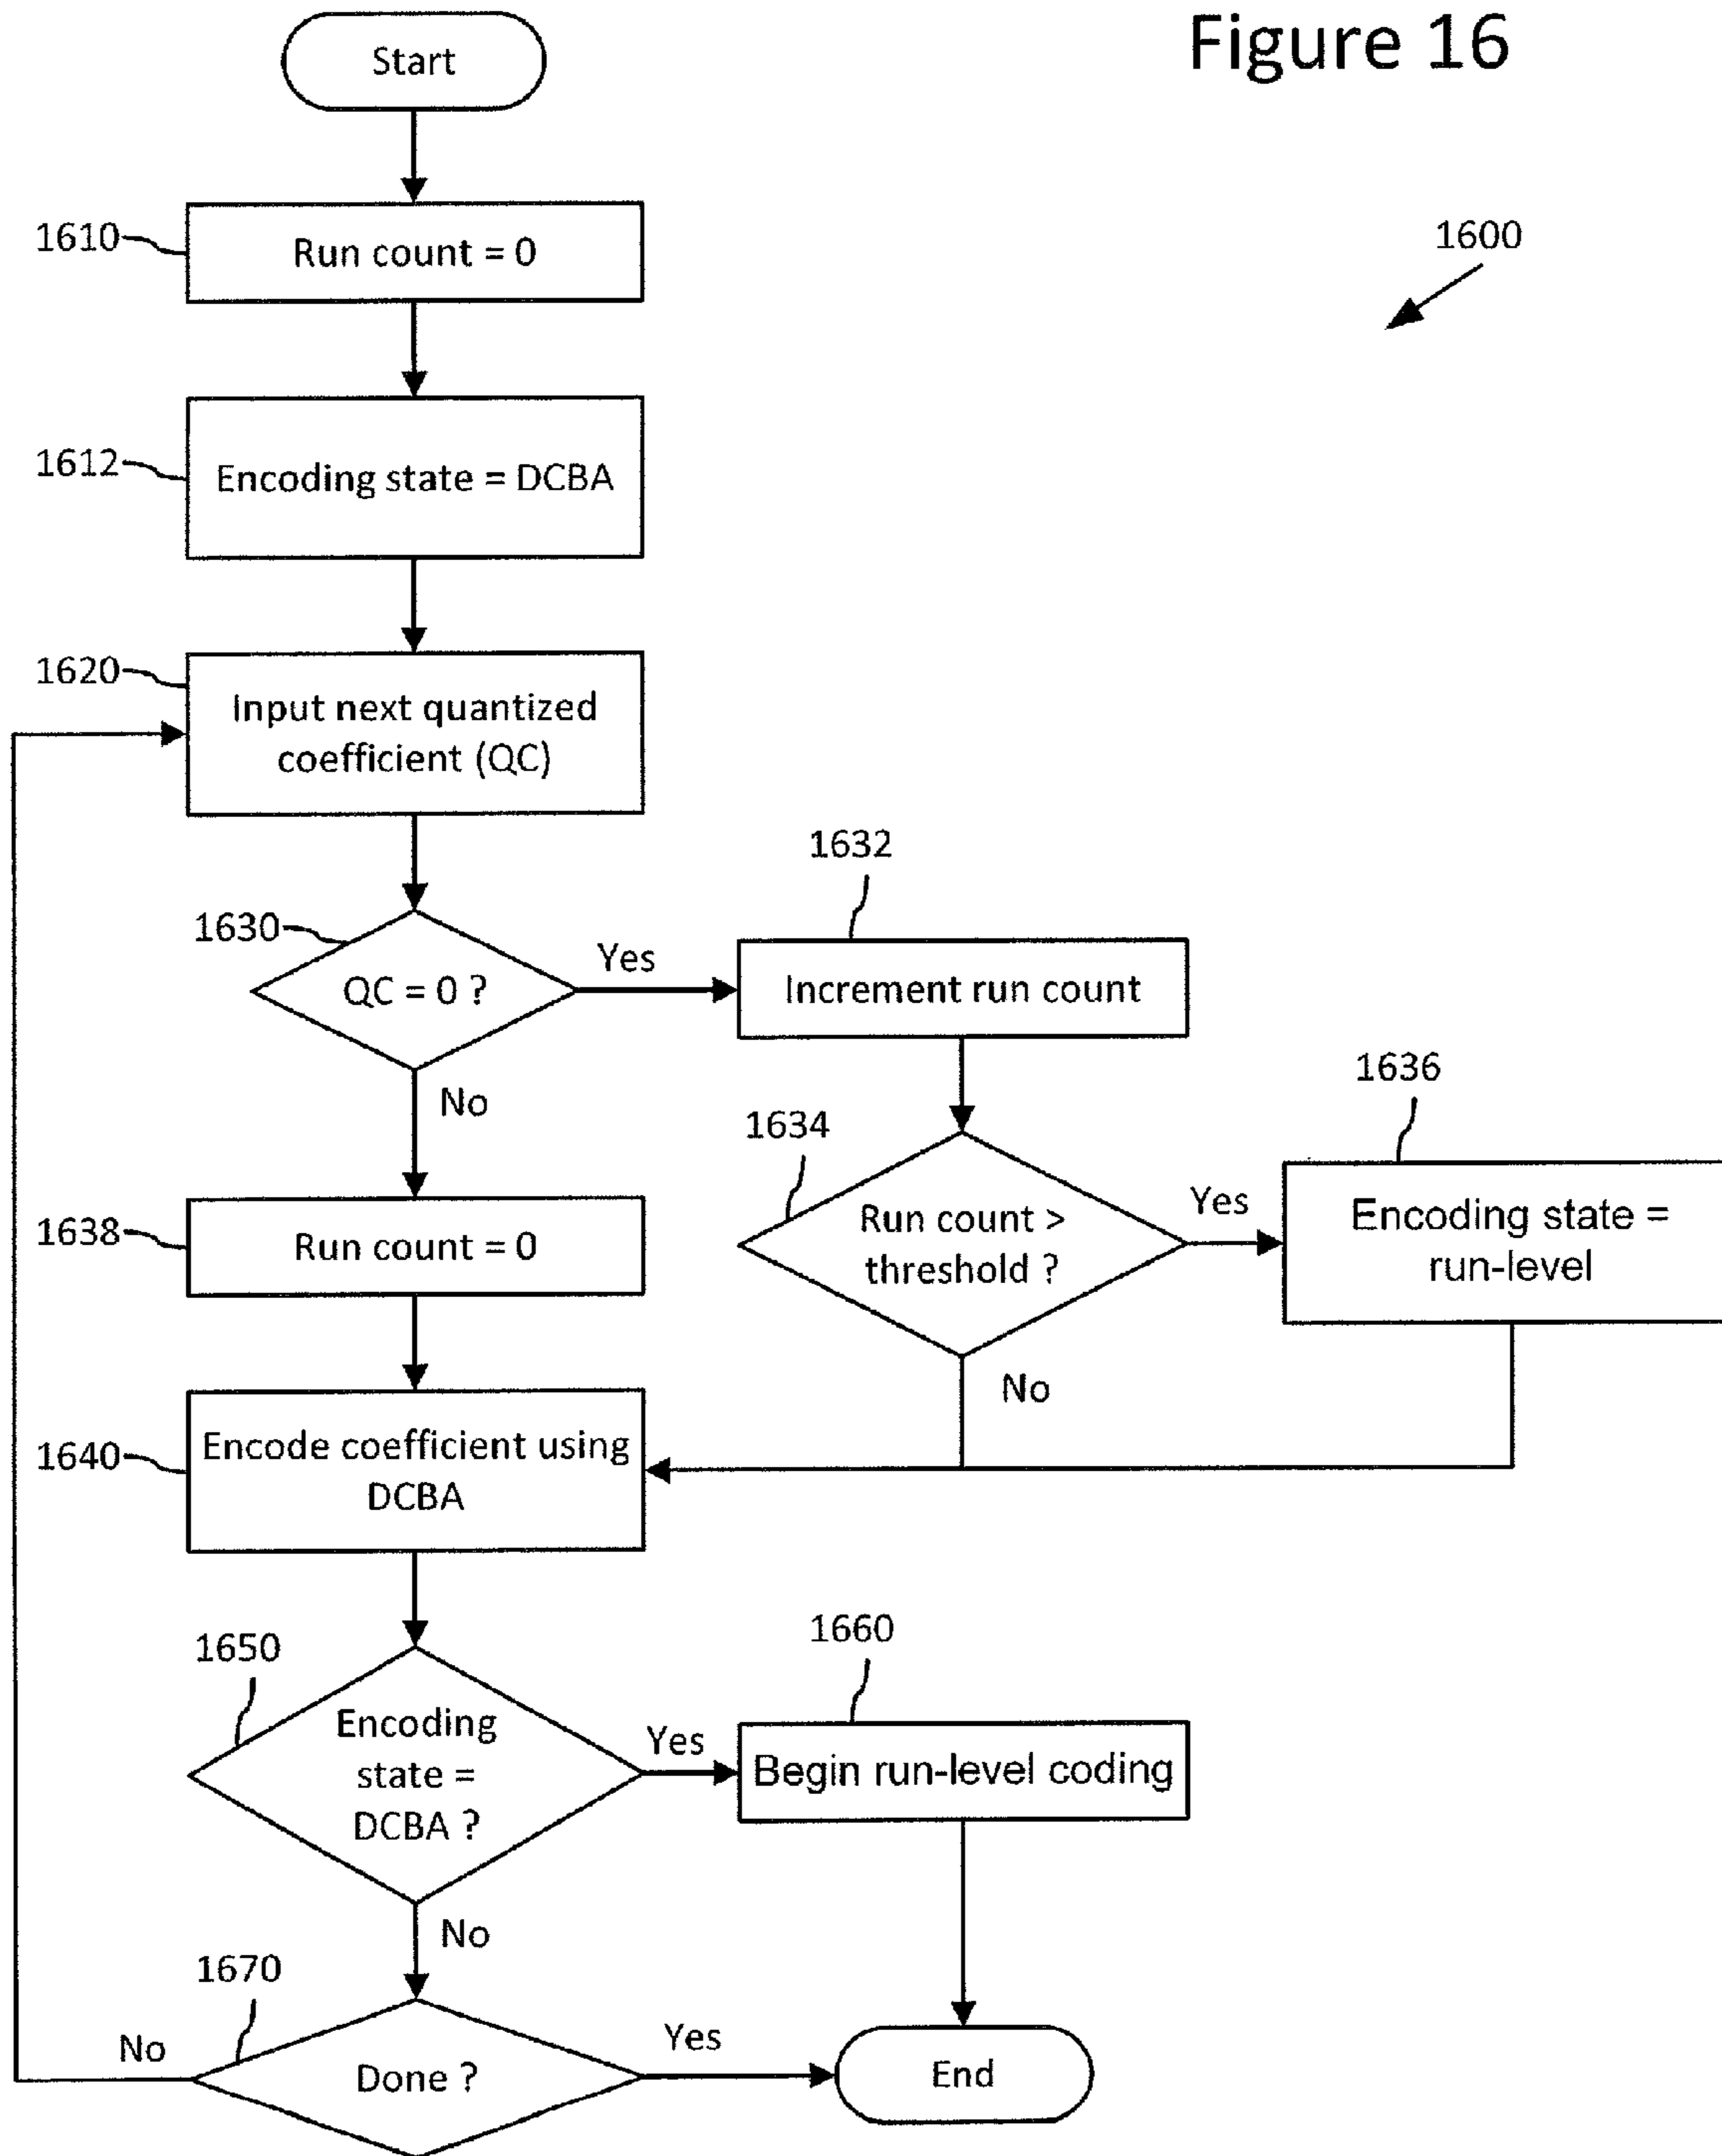 Figure 16
Start
1600
1610
Run count = 0
1612
Encoding state = DCBA
1620
Input next quantized
coefficient (QC)
1630
QC = 0 ?
Yes
No
1632
Increment run count
1634
Run count >
threshold ?
Yes
No
1636
Encoding state =
run-level
1638
Run count = 0
1640
Encode coefficient using
DCBA
1650
Encoding
state =
DCBA ?
Yes
No
1660
Begin run-level coding
1670
Done ?
No
Yes
End